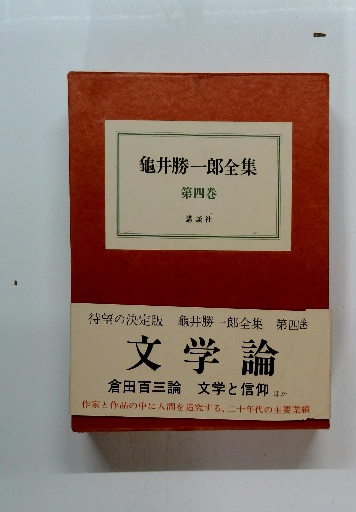 龜井勝一郎全集
第四巻
講談社
待望の決定版 龜井勝一郎全集 第四巻
文学論
倉田百三論 文学と信仰 ほか
作家と作品の中に人間を追究する、二十年代の主要業績